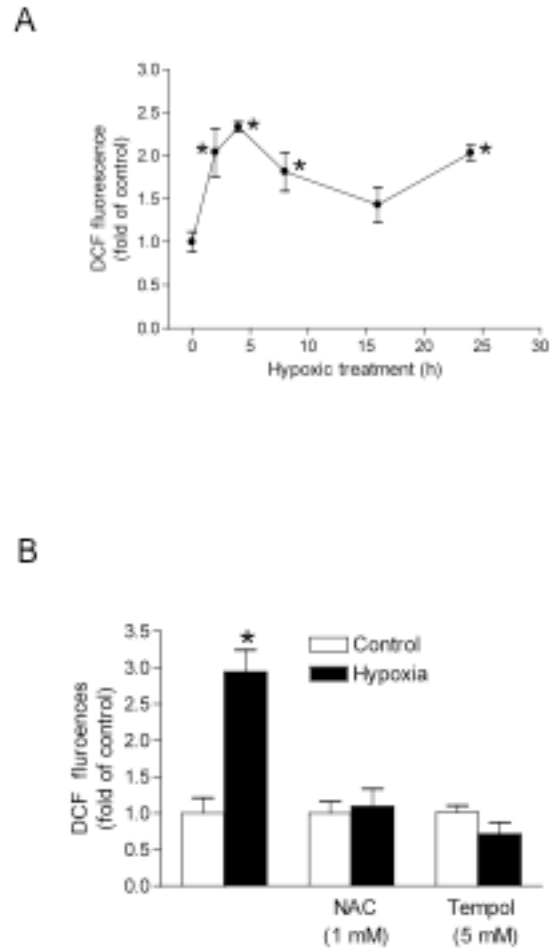 A
3.0
2.5
2.0
1.5
1.0
0.5
0.0
DCF fluorescence
(fold of control)
*
*
*
*
0 5 10 15 20 25 30
Hypoxic treatment (h)
B
3.5
3.0
2.5
2.0
1.5
1.0
0.5
0.0
DCF fluroences
(fold of control)
*
Control
Hypoxia
NAC Tempol
(1 mM) (5 mM)